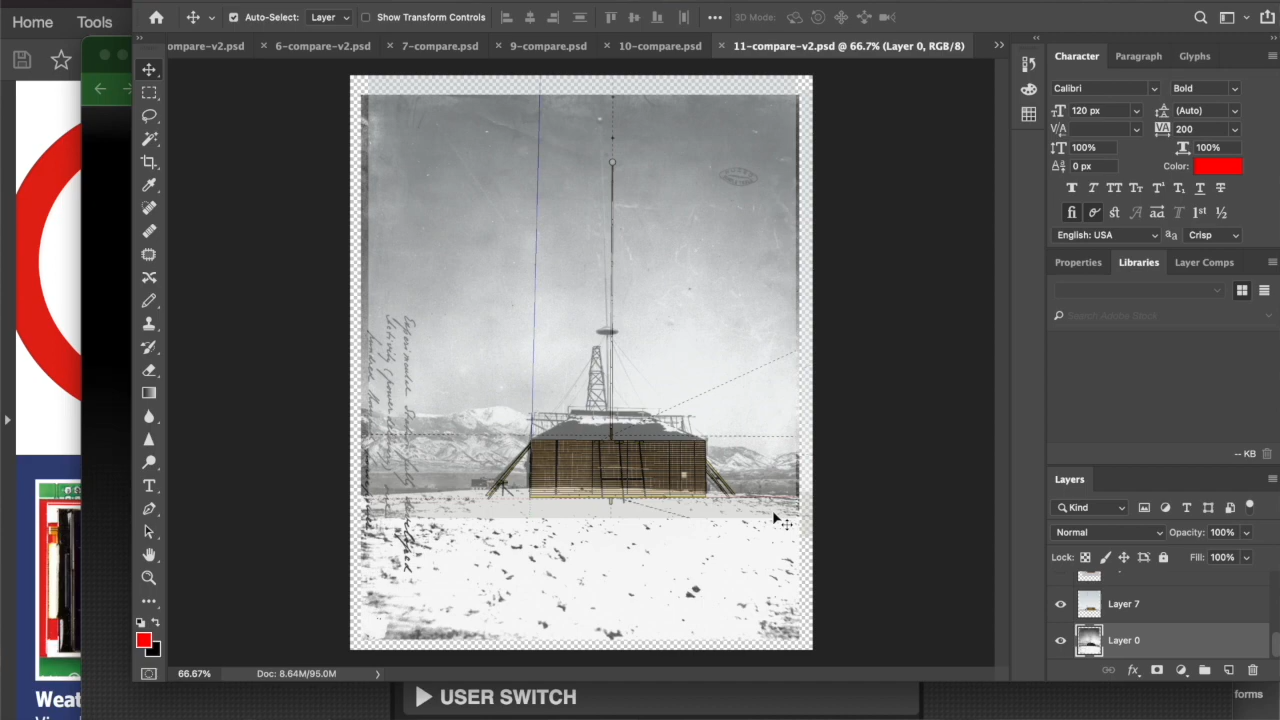 Home
Tools
Auto-Select:
Layer
Show Transform Controls
3D Mode:
ompare-v2.psd
6-compare-v2.psd
7-compare.psd
9-compare.psd
10-compare.psd
11-compare-v2.psd @ 66.7% (Layer 0, RGB/8)
Character
Paragraph
Glyphs
Calibri
Bold
120 px
(Auto)
200
100%
100%
0 px
Color:
English: USA
Crisp
Properties
Libraries
Layer Comps
Search Adobe Stock
-- KB
Layers
Kind
Normal
Opacity: 100%
Lock:
Fill: 100%
Layer 7
Layer 0
66.67%
Doc: 8.64M/95.0M
Weat
USER SWITCH
forms